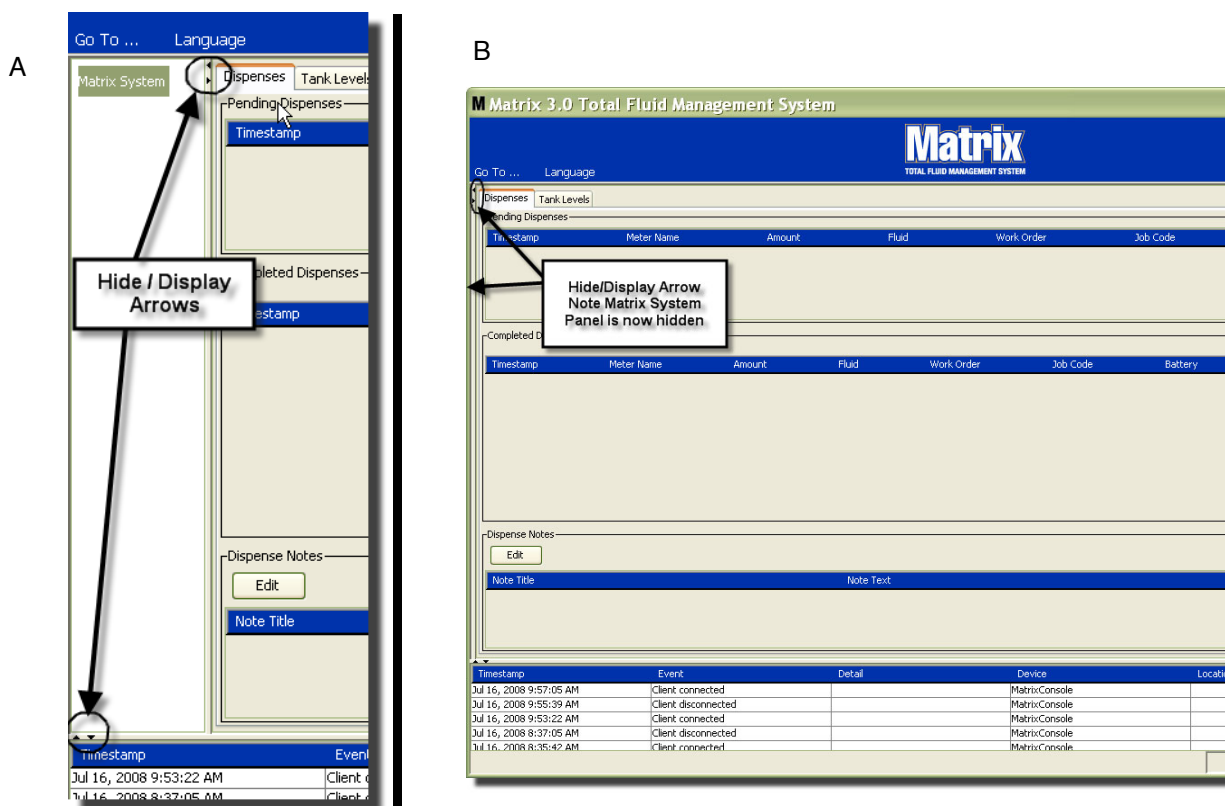 A
Go To ... Language
Matrix System
Dispenses Tank Levels
Pending Dispenses
Timestamp
Hide / Display
Arrows
Dispenses
Dispense Notes
Edit
Note Title
Timestamp Event
Jul 16, 2008 9:53:22 AM Client
Jul 16, 2008 8:37:05 AM Client
B
M Matrix 3.0 Total Fluid Management System
Matrix
TOTAL FLUID MANAGEMENT SYSTEM
Go To ... Language
Dispenses Tank Levels
Pending Dispenses
Timestamp Meter Name Amount Fluid Work Order Job Code
Hide/Display Arrow
Note Matrix System
Panel is now hidden
Completed D
Timestamp Meter Name Amount Fluid Work Order Job Code Battery
Dispense Notes
Edit
Note Title Note Text
Timestamp Event Detail Device Locati
Jul 16, 2008 9:57:05 AM Client connected MatrixConsole
Jul 16, 2008 9:55:39 AM Client disconnected MatrixConsole
Jul 16, 2008 9:53:22 AM Client connected MatrixConsole
Jul 16, 2008 8:37:05 AM Client disconnected MatrixConsole
Jul 16, 2008 8:35:42 AM Client connected MatrixConsole